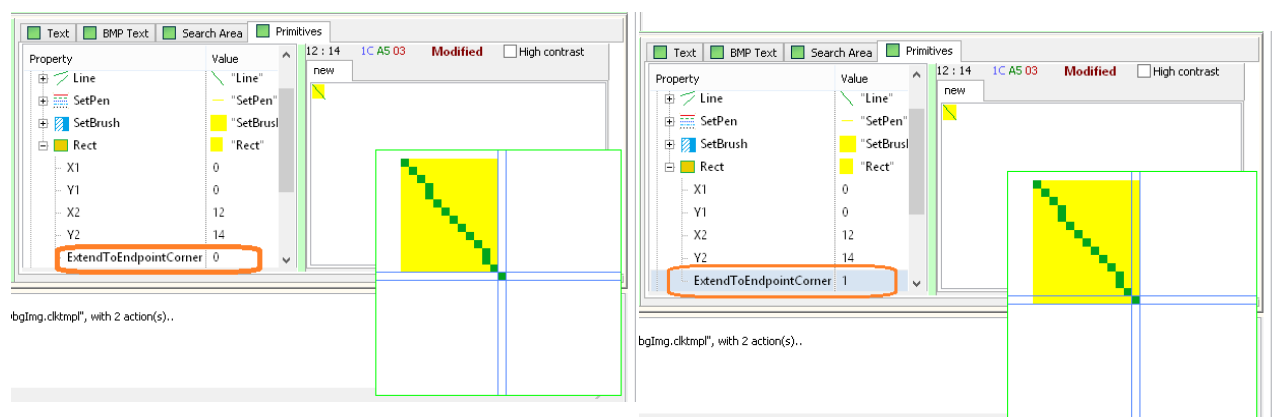 Text BMP Text Search Area Primitives
Property Value
12 : 14 1C A5 03 Modified High contrast
new
Line "Line"
SetPen "SetPen"
SetBrush "SetBrusl
Rect "Rect"
X1 0
Y1 0
X2 12
Y2 14
ExtendToEndpointCorner 0
bgImg.clktmpl", with 2 action(s)..
Text BMP Text Search Area Primitives
Property Value
12 : 14 1C A5 03 Modified High contrast
new
Line "Line"
SetPen "SetPen"
SetBrush "SetBrusl
Rect "Rect"
X1 0
Y1 0
X2 12
Y2 14
ExtendToEndpointCorner 1
bgImg.clktmpl", with 2 action(s)..